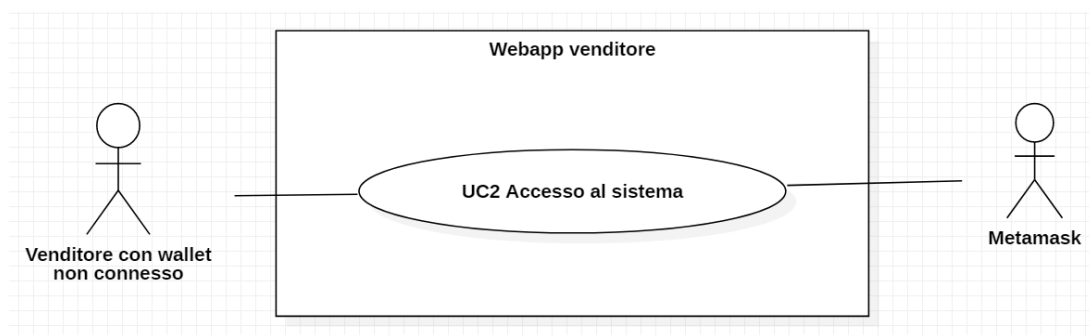 Webapp venditore
UC2 Accesso al sistema
Venditore con wallet
non connesso
Metamask